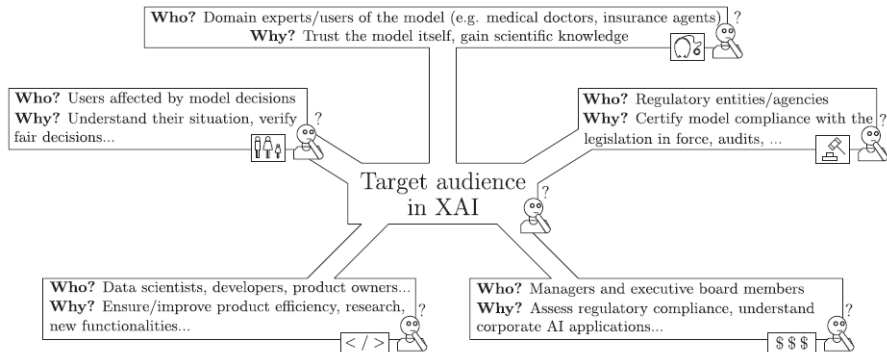 Who? Domain experts/users of the model (e.g. medical doctors, insurance agents)
Why? Trust the model itself, gain scientific knowledge
?
Who? Users affected by model decisions
Why? Understand their situation, verify
fair decisions...
?
Who? Regulatory entities/agencies
Why? Certify model compliance with the
legislation in force, audits, ...
?
Target audience
in XAI
?
Who? Data scientists, developers, product owners...
Why? Ensure/improve product efficiency, research,
new functionalities...
</>
?
Who? Managers and executive board members
Why? Assess regulatory compliance, understand
corporate AI applications...
$$$
?